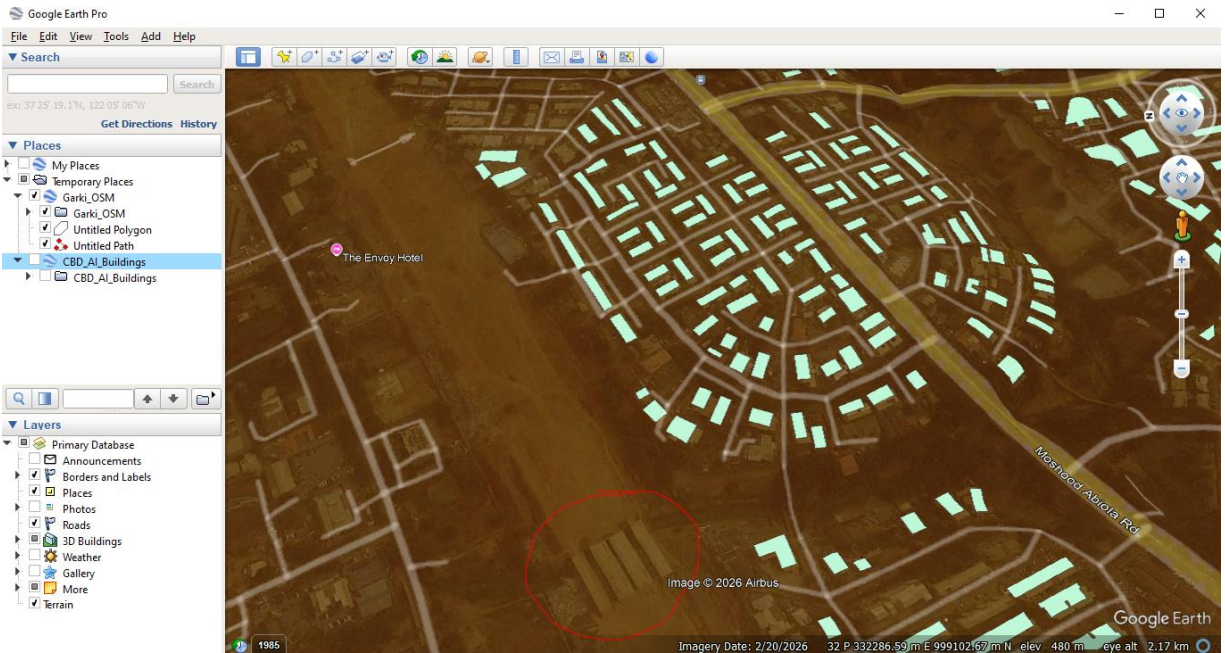 Google Earth Pro
File Edit View Tools Add Help
Search
Search
ex: 37 25' 19.1"N, 122 05' 06"W
Get Directions History
Places
My Places
Temporary Places
Garki_OSM
Garki_OSM
Untitled Polygon
Untitled Path
CBD_AI_Buildings
CBD_AI_Buildings
Layers
Primary Database
Announcements
Borders and Labels
Places
Photos
Roads
3D Buildings
Weather
Gallery
More
Terrain
N
The Envoy Hotel
Moshood Abiola Rd
Image © 2026 Airbus
Google Earth
1985
Imagery Date: 2/20/2026 32 P 332286.59 m E 999102.67 m N elev 480 m eye alt 2.17 km